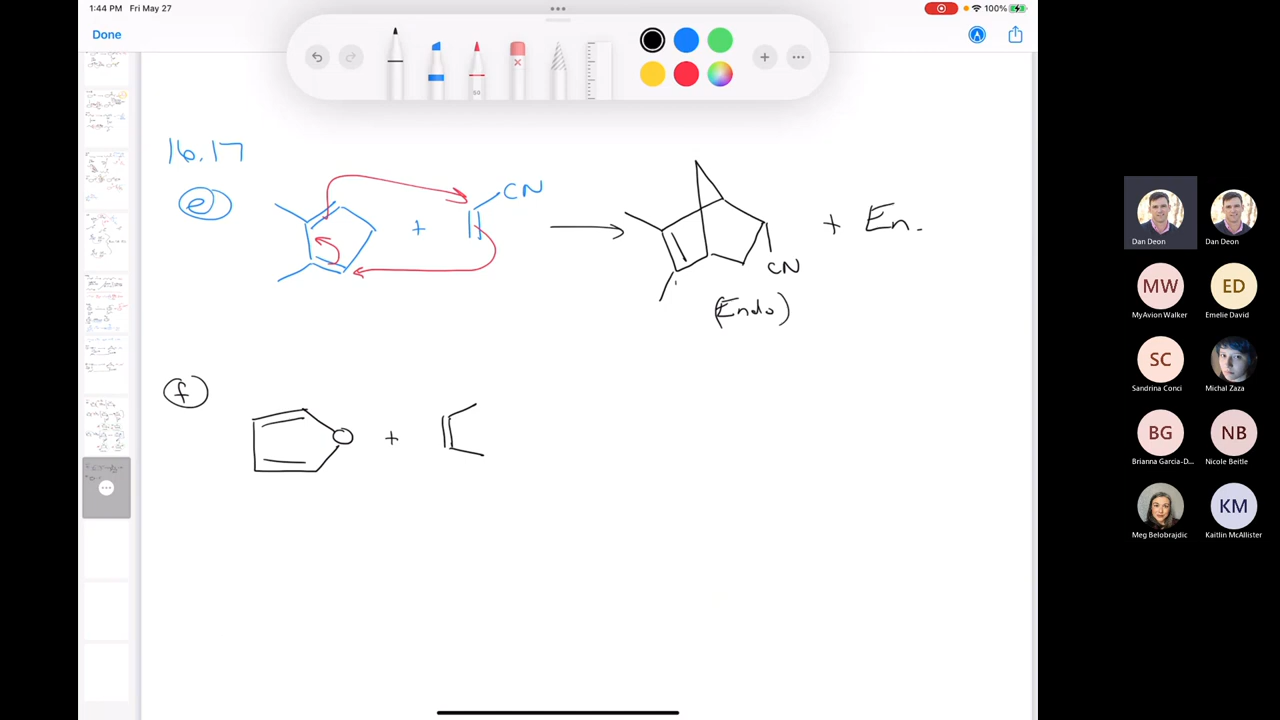 1:44 PM Fri May 27
100%
Done
0.0
16.17
e
CN
+
+ En.
CN
(Endo)
f
O
+
Dan Deon
Dan Deon
MW
MyAvion Walker
ED
Emelie David
SC
Sandrina Conci
Michal Zaza
BG
Brianna Garcia-D...
NB
Nicole Beitle
Meg Belobrajdic
KM
Kaitlin McAllister